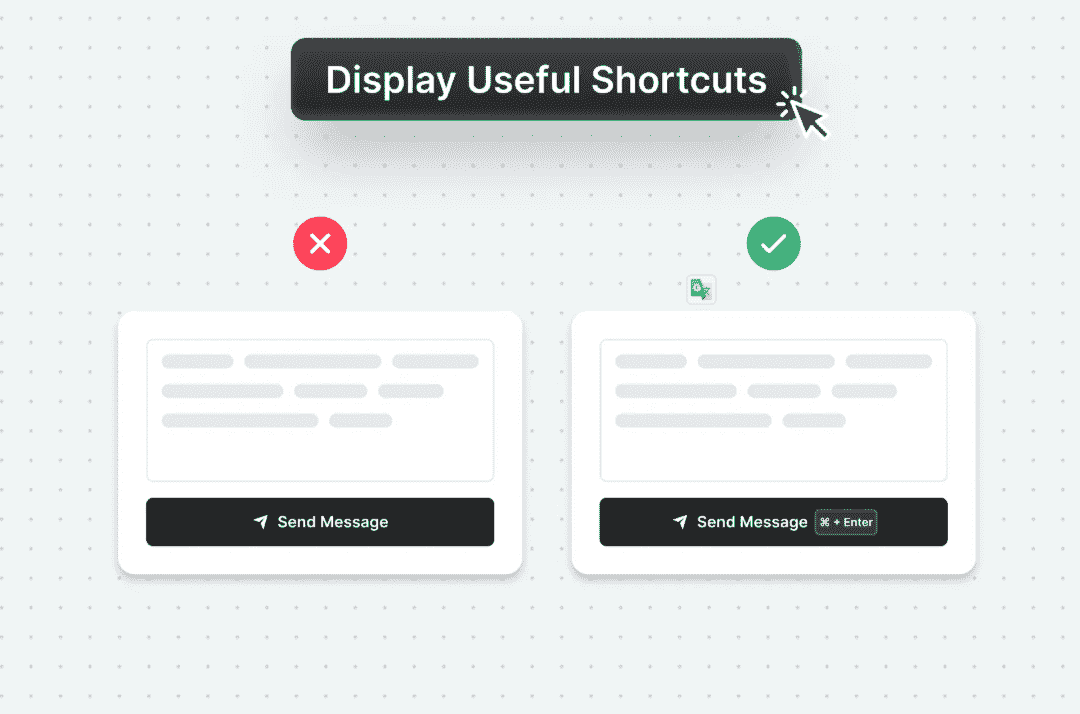 Display Useful Shortcuts
Send Message
Send Message ⌘ + Enter